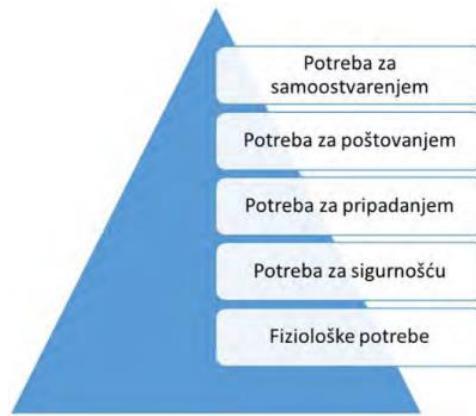 Potreba za
samoostvarenjem
Potreba za poštovanjem
Potreba za pripadanjem
Potreba za sigurnošću
Fiziološke potrebe